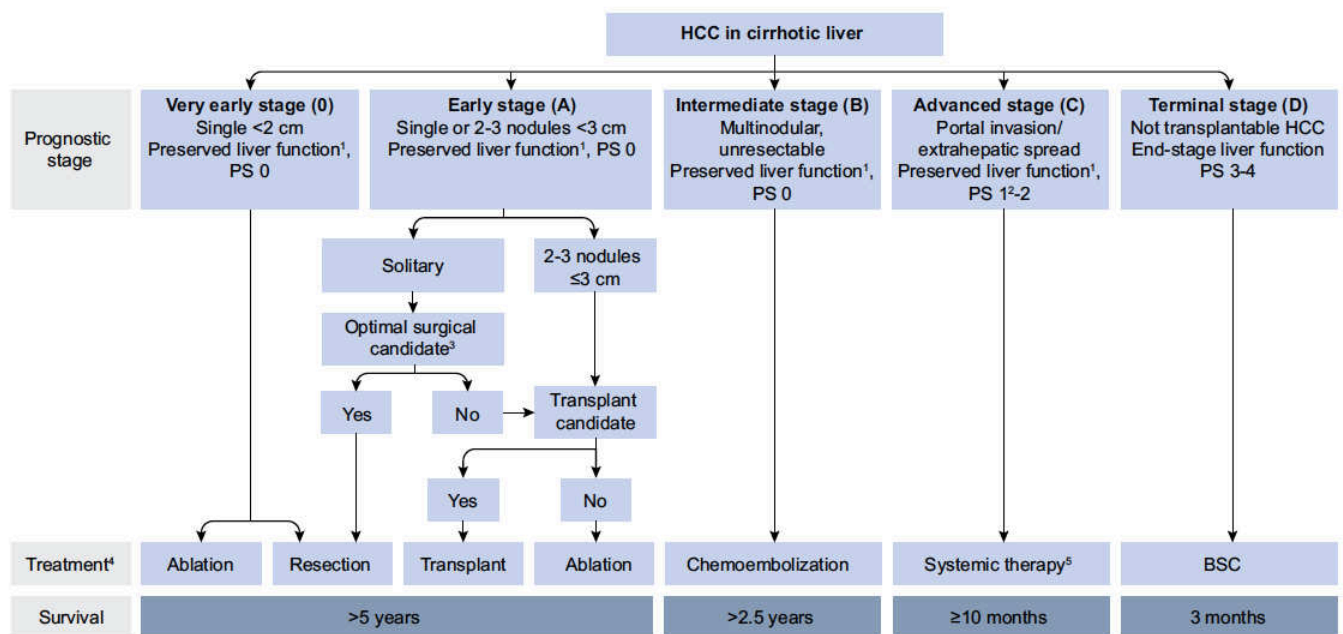 HCC in cirrhotic liver
Prognostic
stage
Very early stage (0)
Single <2 cm
Preserved liver function¹,
PS 0
Early stage (A)
Single or 2-3 nodules <3 cm
Preserved liver function¹, PS 0
Intermediate stage (B)
Multinodular,
unresectable
Preserved liver function¹,
PS 0
Advanced stage (C)
Portal invasion/
extrahepatic spread
Preserved liver function¹,
PS 1²-2
Terminal stage (D)
Not transplantable HCC
End-stage liver function
PS 3-4
Solitary
2-3 nodules
≤3 cm
Optimal surgical
candidate³
Yes
No
Transplant
candidate
Yes
No
Treatment⁴
Ablation
Resection
Transplant
Ablation
Chemoembolization
Systemic therapy⁵
BSC
Survival
>5 years
>2.5 years
≥10 months
3 months